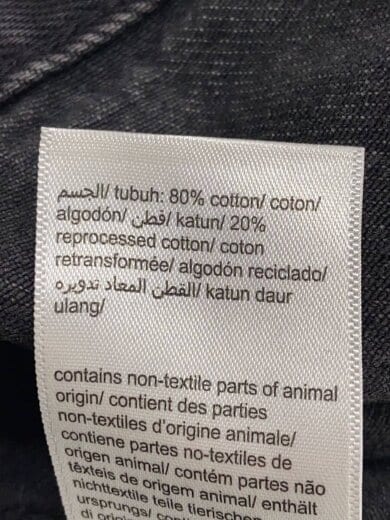 الجسم/ tubuh: 80% cotton/ coton/
algodón/ قطن/ katun/ 20%
reprocessed cotton/ coton
retransformée/ algodón reciclado/
القطن المعاد تدويره/ katun daur
ulang/
contains non-textile parts of animal
origin/ contient des parties
non-textiles d'origine animale/
contiene partes no-textiles de
origen animal/ contém partes não
têxteis de origem animal/ enthält
nichttextile teile tierischen
ursprungs/
di